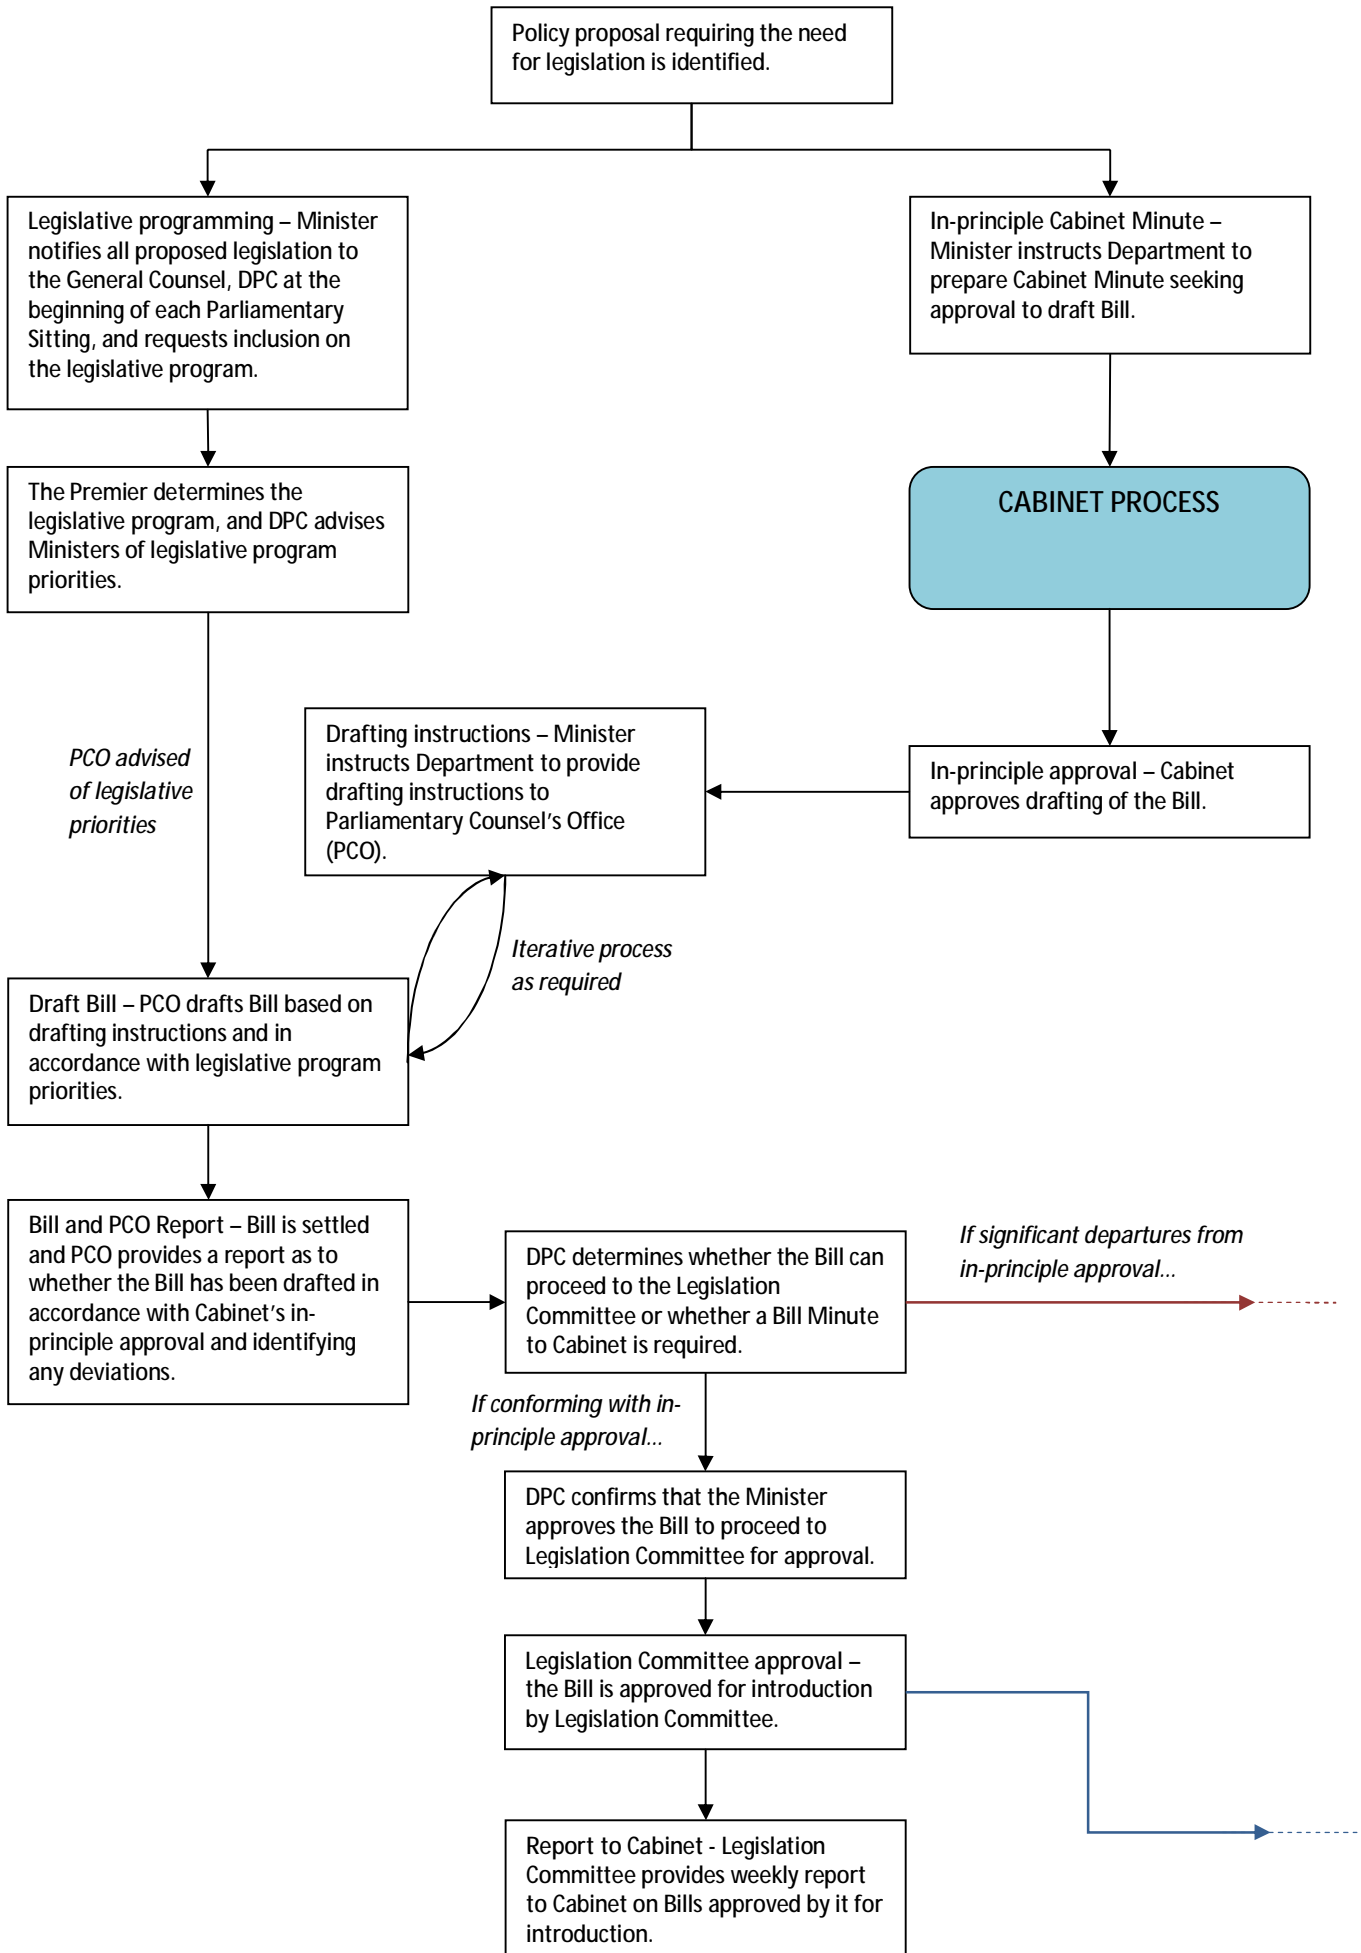 Policy proposal requiring the need
for legislation is identified.
Legislative programming – Minister
notifies all proposed legislation to
the General Counsel, DPC at the
beginning of each Parliamentary
Sitting, and requests inclusion on
the legislative program.
In-principle Cabinet Minute –
Minister instructs Department to
prepare Cabinet Minute seeking
approval to draft Bill.
The Premier determines the
legislative program, and DPC advises
Ministers of legislative program
priorities.
CABINET PROCESS
PCO advised
of legislative
priorities
Drafting instructions – Minister
instructs Department to provide
drafting instructions to
Parliamentary Counsel's Office
(PCO).
In-principle approval – Cabinet
approves drafting of the Bill.
Iterative process
as required
Draft Bill – PCO drafts Bill based on
drafting instructions and in
accordance with legislative program
priorities.
Bill and PCO Report – Bill is settled
and PCO provides a report as to
whether the Bill has been drafted in
accordance with Cabinet's in-
principle approval and identifying
any deviations.
DPC determines whether the Bill can
proceed to the Legislation
Committee or whether a Bill Minute
to Cabinet is required.
If significant departures from
in-principle approval...
If conforming with in-
principle approval...
DPC confirms that the Minister
approves the Bill to proceed to
Legislation Committee for approval.
Legislation Committee approval –
the Bill is approved for introduction
by Legislation Committee.
Report to Cabinet - Legislation
Committee provides weekly report
to Cabinet on Bills approved by it for
introduction.